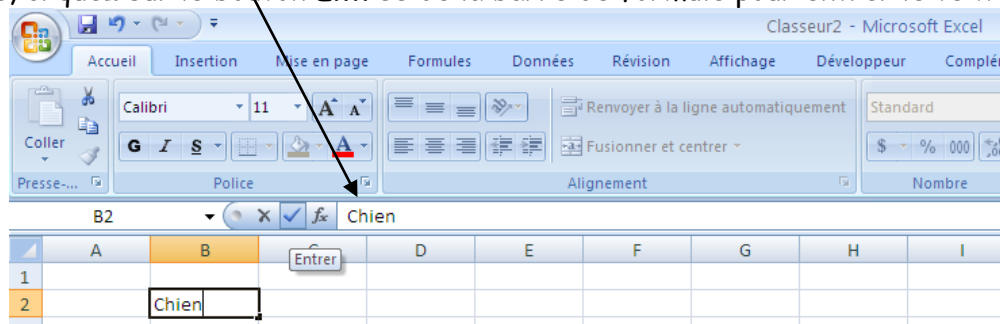 Classeur2 - Microsoft Excel
Accueil Insertion Mise en page Formules Données Révision Affichage Développeur Complé
Coller Calibri 11 A A Renvoyer à la ligne automatiquement Standard
G I S A Fusionner et centrer $ % 000
Presse-... Police Alignement Nombre
B2 fx Chien
A B C D E F G H I
Entrer
1
2 Chien